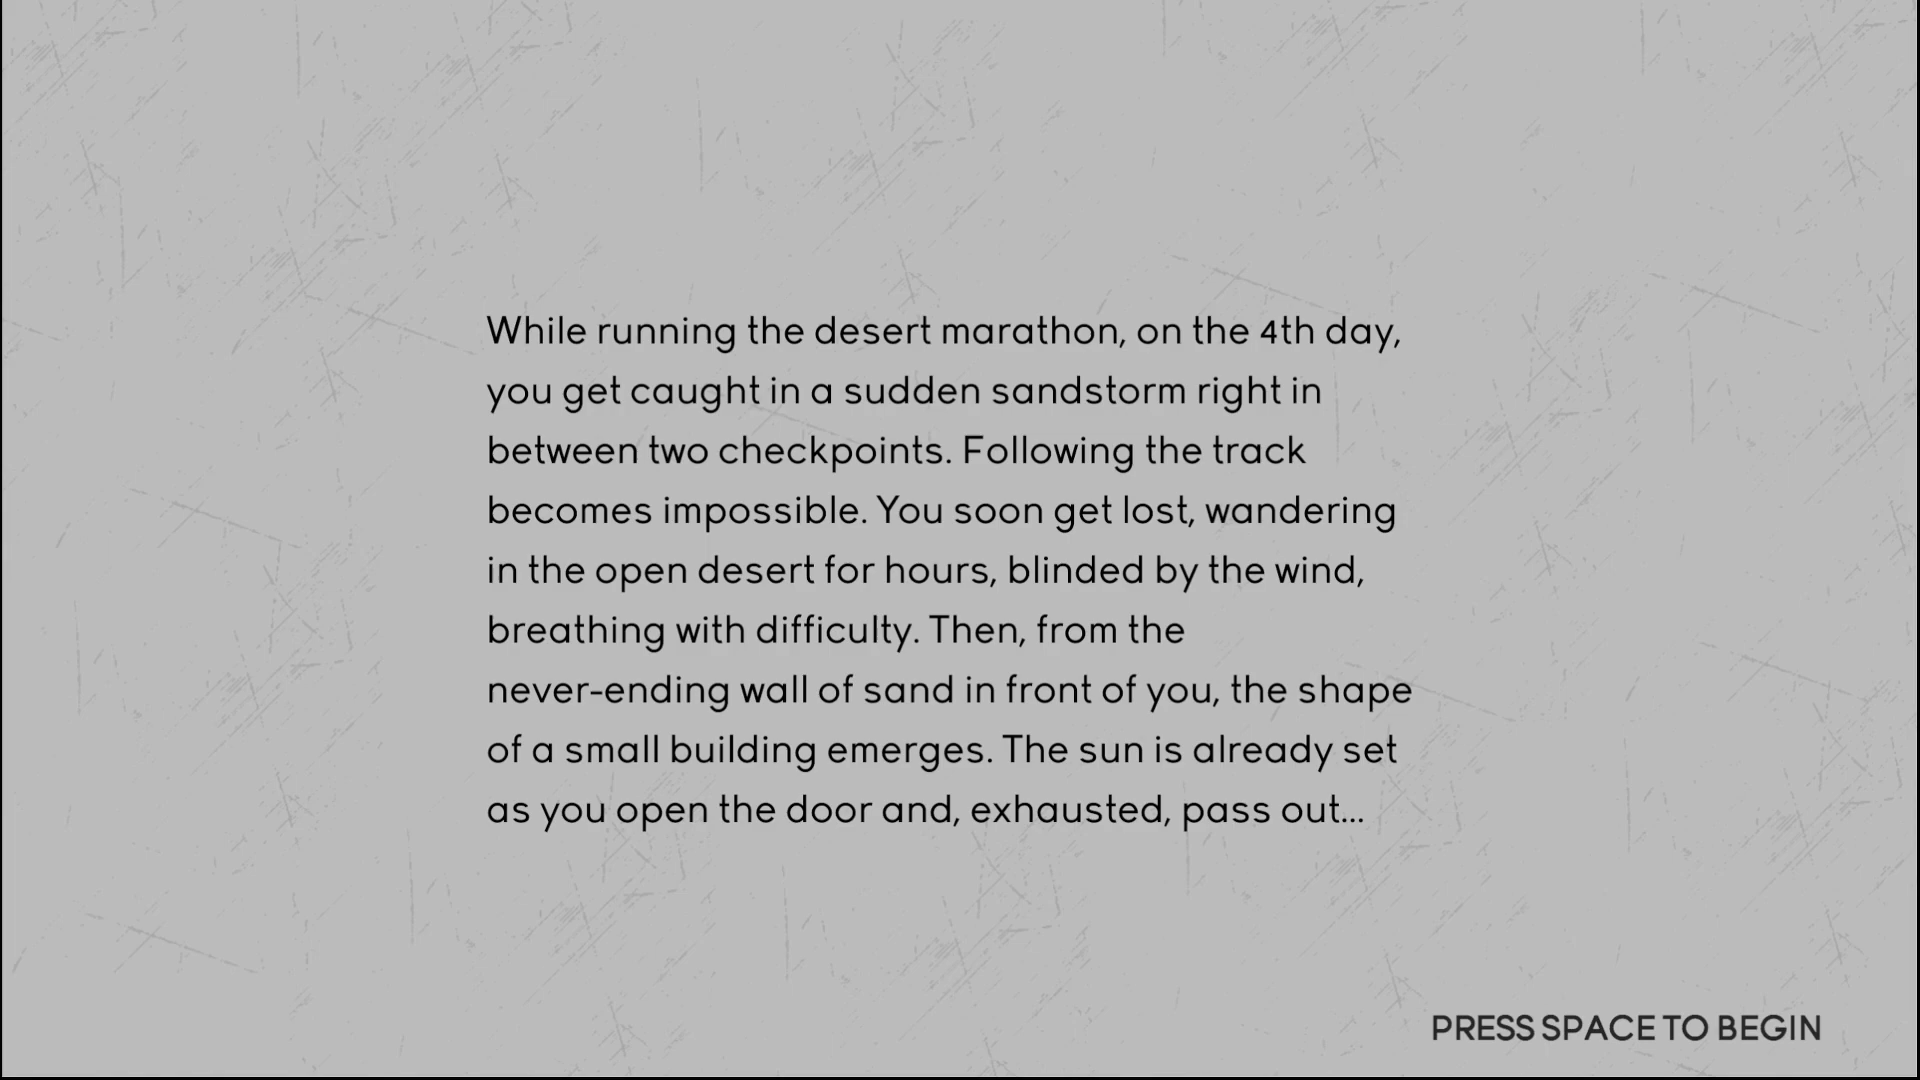 While running the desert marathon, on the 4th day,
you get caught in a sudden sandstorm right in
between two checkpoints. Following the track
becomes impossible. You soon get lost, wandering
in the open desert for hours, blinded by the wind,
breathing with difficulty. Then, from the
never-ending wall of sand in front of you, the shape
of a small building emerges. The sun is already set
as you open the door and, exhausted, pass out...
PRESS SPACE TO BEGIN